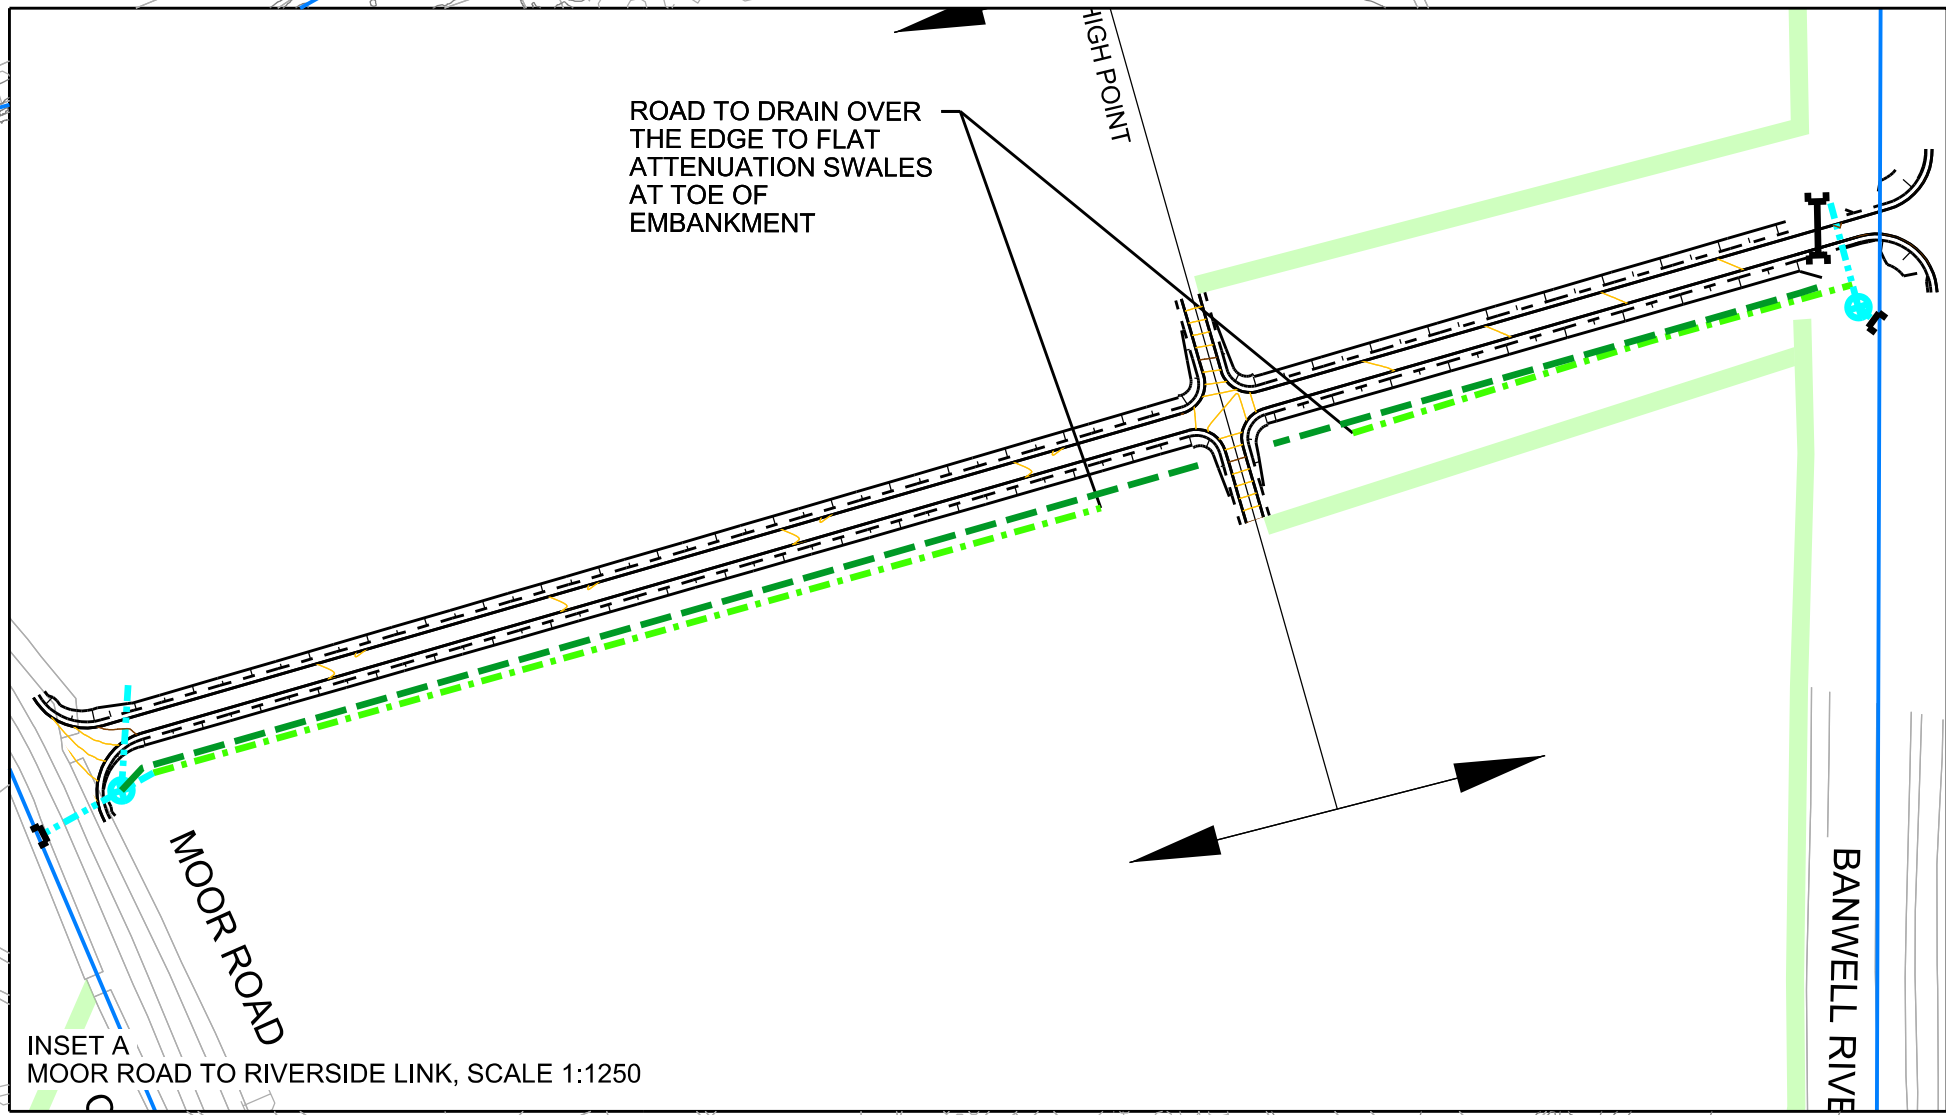 HIGH POINT
ROAD TO DRAIN OVER
THE EDGE TO FLAT
ATTENUATION SWALES
AT TOE OF
EMBANKMENT
MOOR ROAD
BANWELL RIVE
INSET A
MOOR ROAD TO RIVERSIDE LINK, SCALE 1:1250